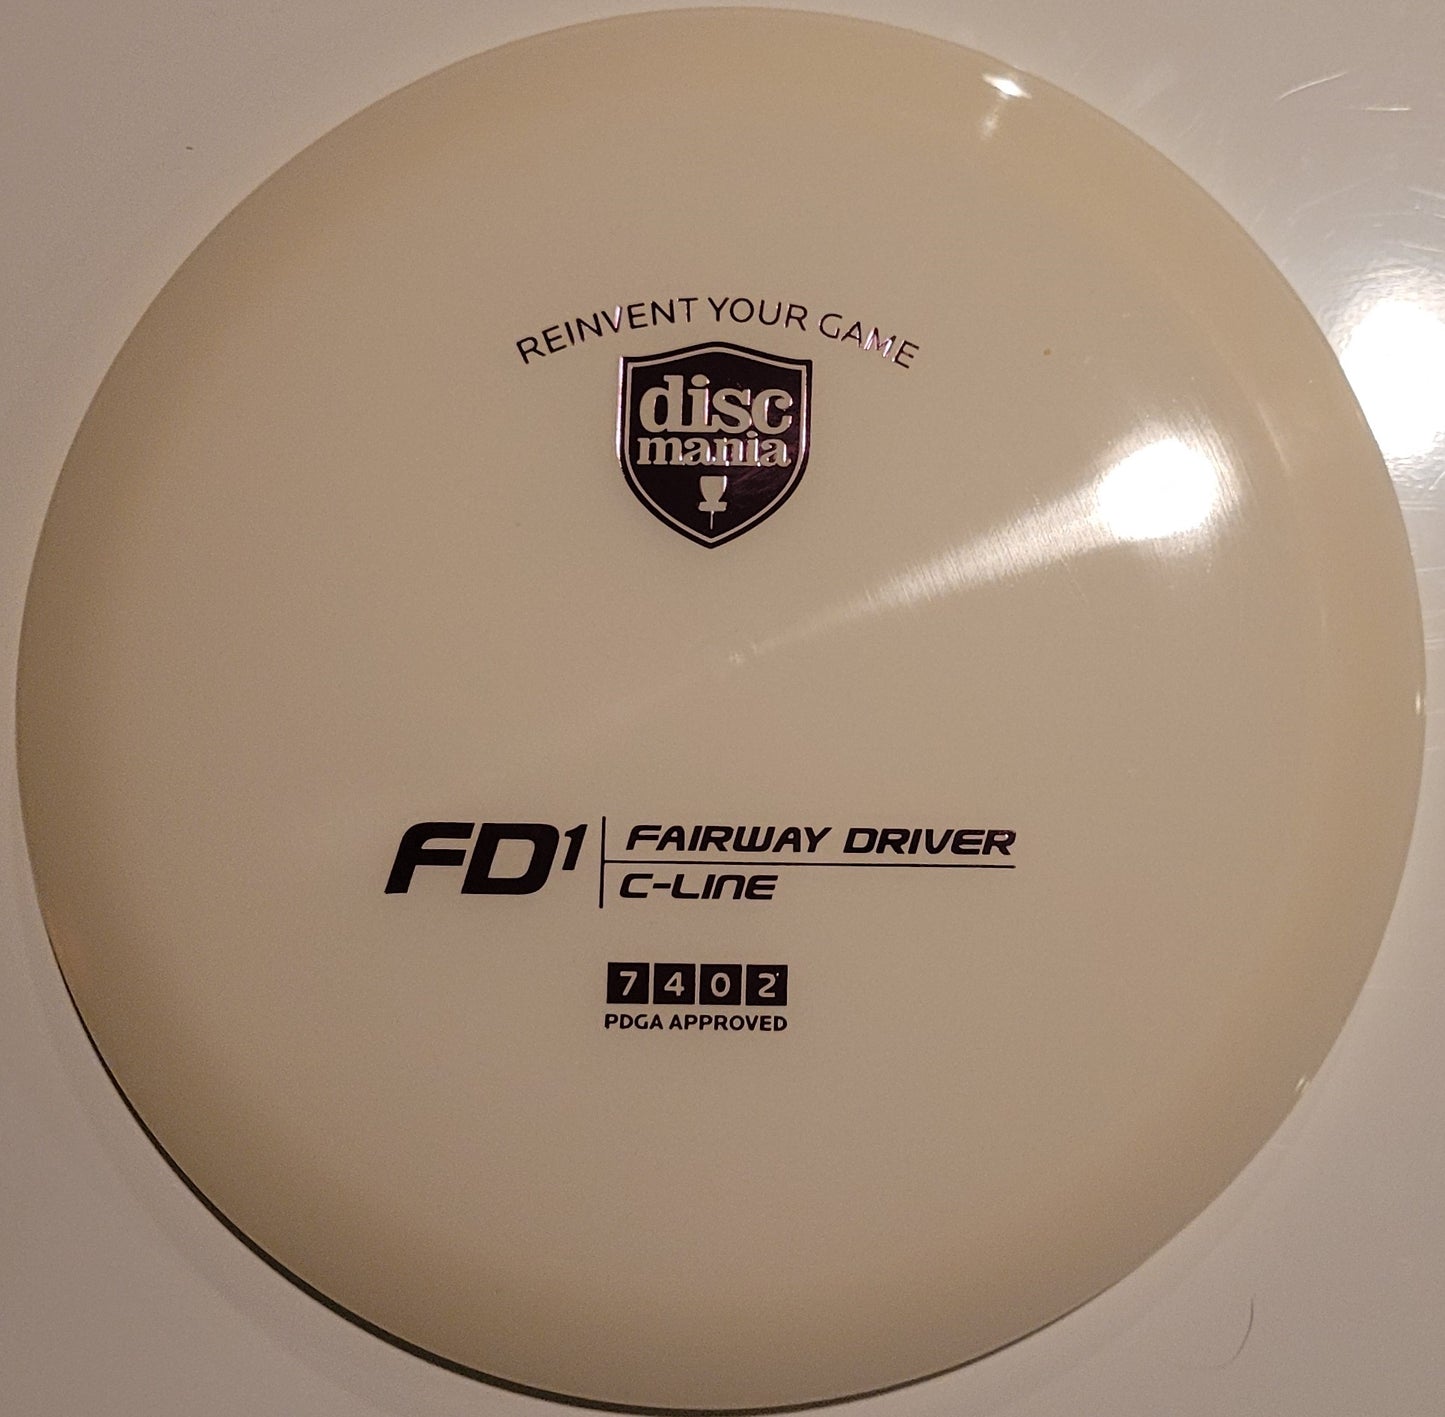 REINVENT YOUR GAME
disc
mania
FD1
FAIRWAY DRIVER
C-LINE
7 4 0 2
PDGA APPROVED